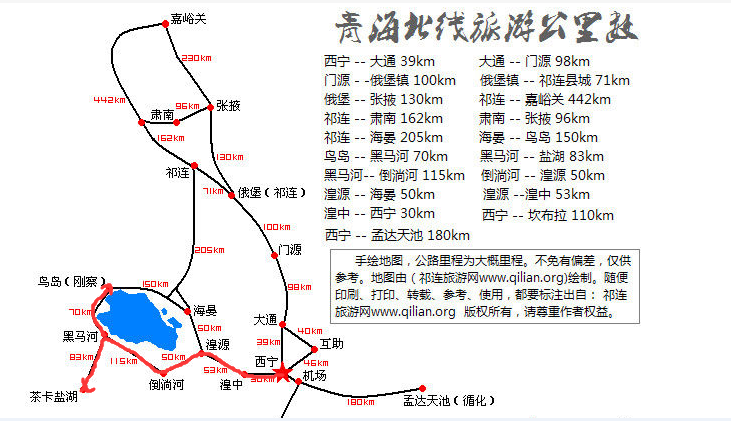 青海北线旅游公里数
西宁 -- 大通 39km
大通 -- 门源 98km
门源 --俄堡镇 100km
俄堡镇 -- 祁连县城 71km
俄堡 -- 张掖 130km
祁连 -- 嘉峪关 442km
祁连 -- 肃南 162km
肃南 -- 张掖 96km
祁连 -- 海晏 205km
海晏 -- 鸟岛 150km
鸟岛 -- 黑马河 70km
黑马河 -- 盐湖 83km
黑马河-- 倒淌河 115km
倒淌河 -- 湟源 50km
湟源 -- 海晏 50km
湟源 --湟中 53km
湟中 -- 西宁 30km
西宁 -- 坎布拉 110km
西宁 -- 孟达天池 180km
手绘地图，公路里程为大概里程。不免有偏差，仅供
参考。地图由 ( 祁连旅游网www.qilian.org)绘制。随便
印刷、打印、转载、参考、使用，都要标注出自： 祁连
旅游网www.qilian.org 版权所有，请尊重作者权益。
嘉峪关
230km
442km
肃南
96km
张掖
162km
130km
祁连
71km
俄堡 ( 祁连 )
100km
205km
门源
鸟岛 ( 刚察 )
150km
98km
70km
海晏
大通
40km
黑马河
50km
湟源
39km
互助
83km
115km
50km
53km
西宁
46km
茶卡盐湖
倒淌河
湟中
30km
机场
180km
孟达天池 ( 循化 )